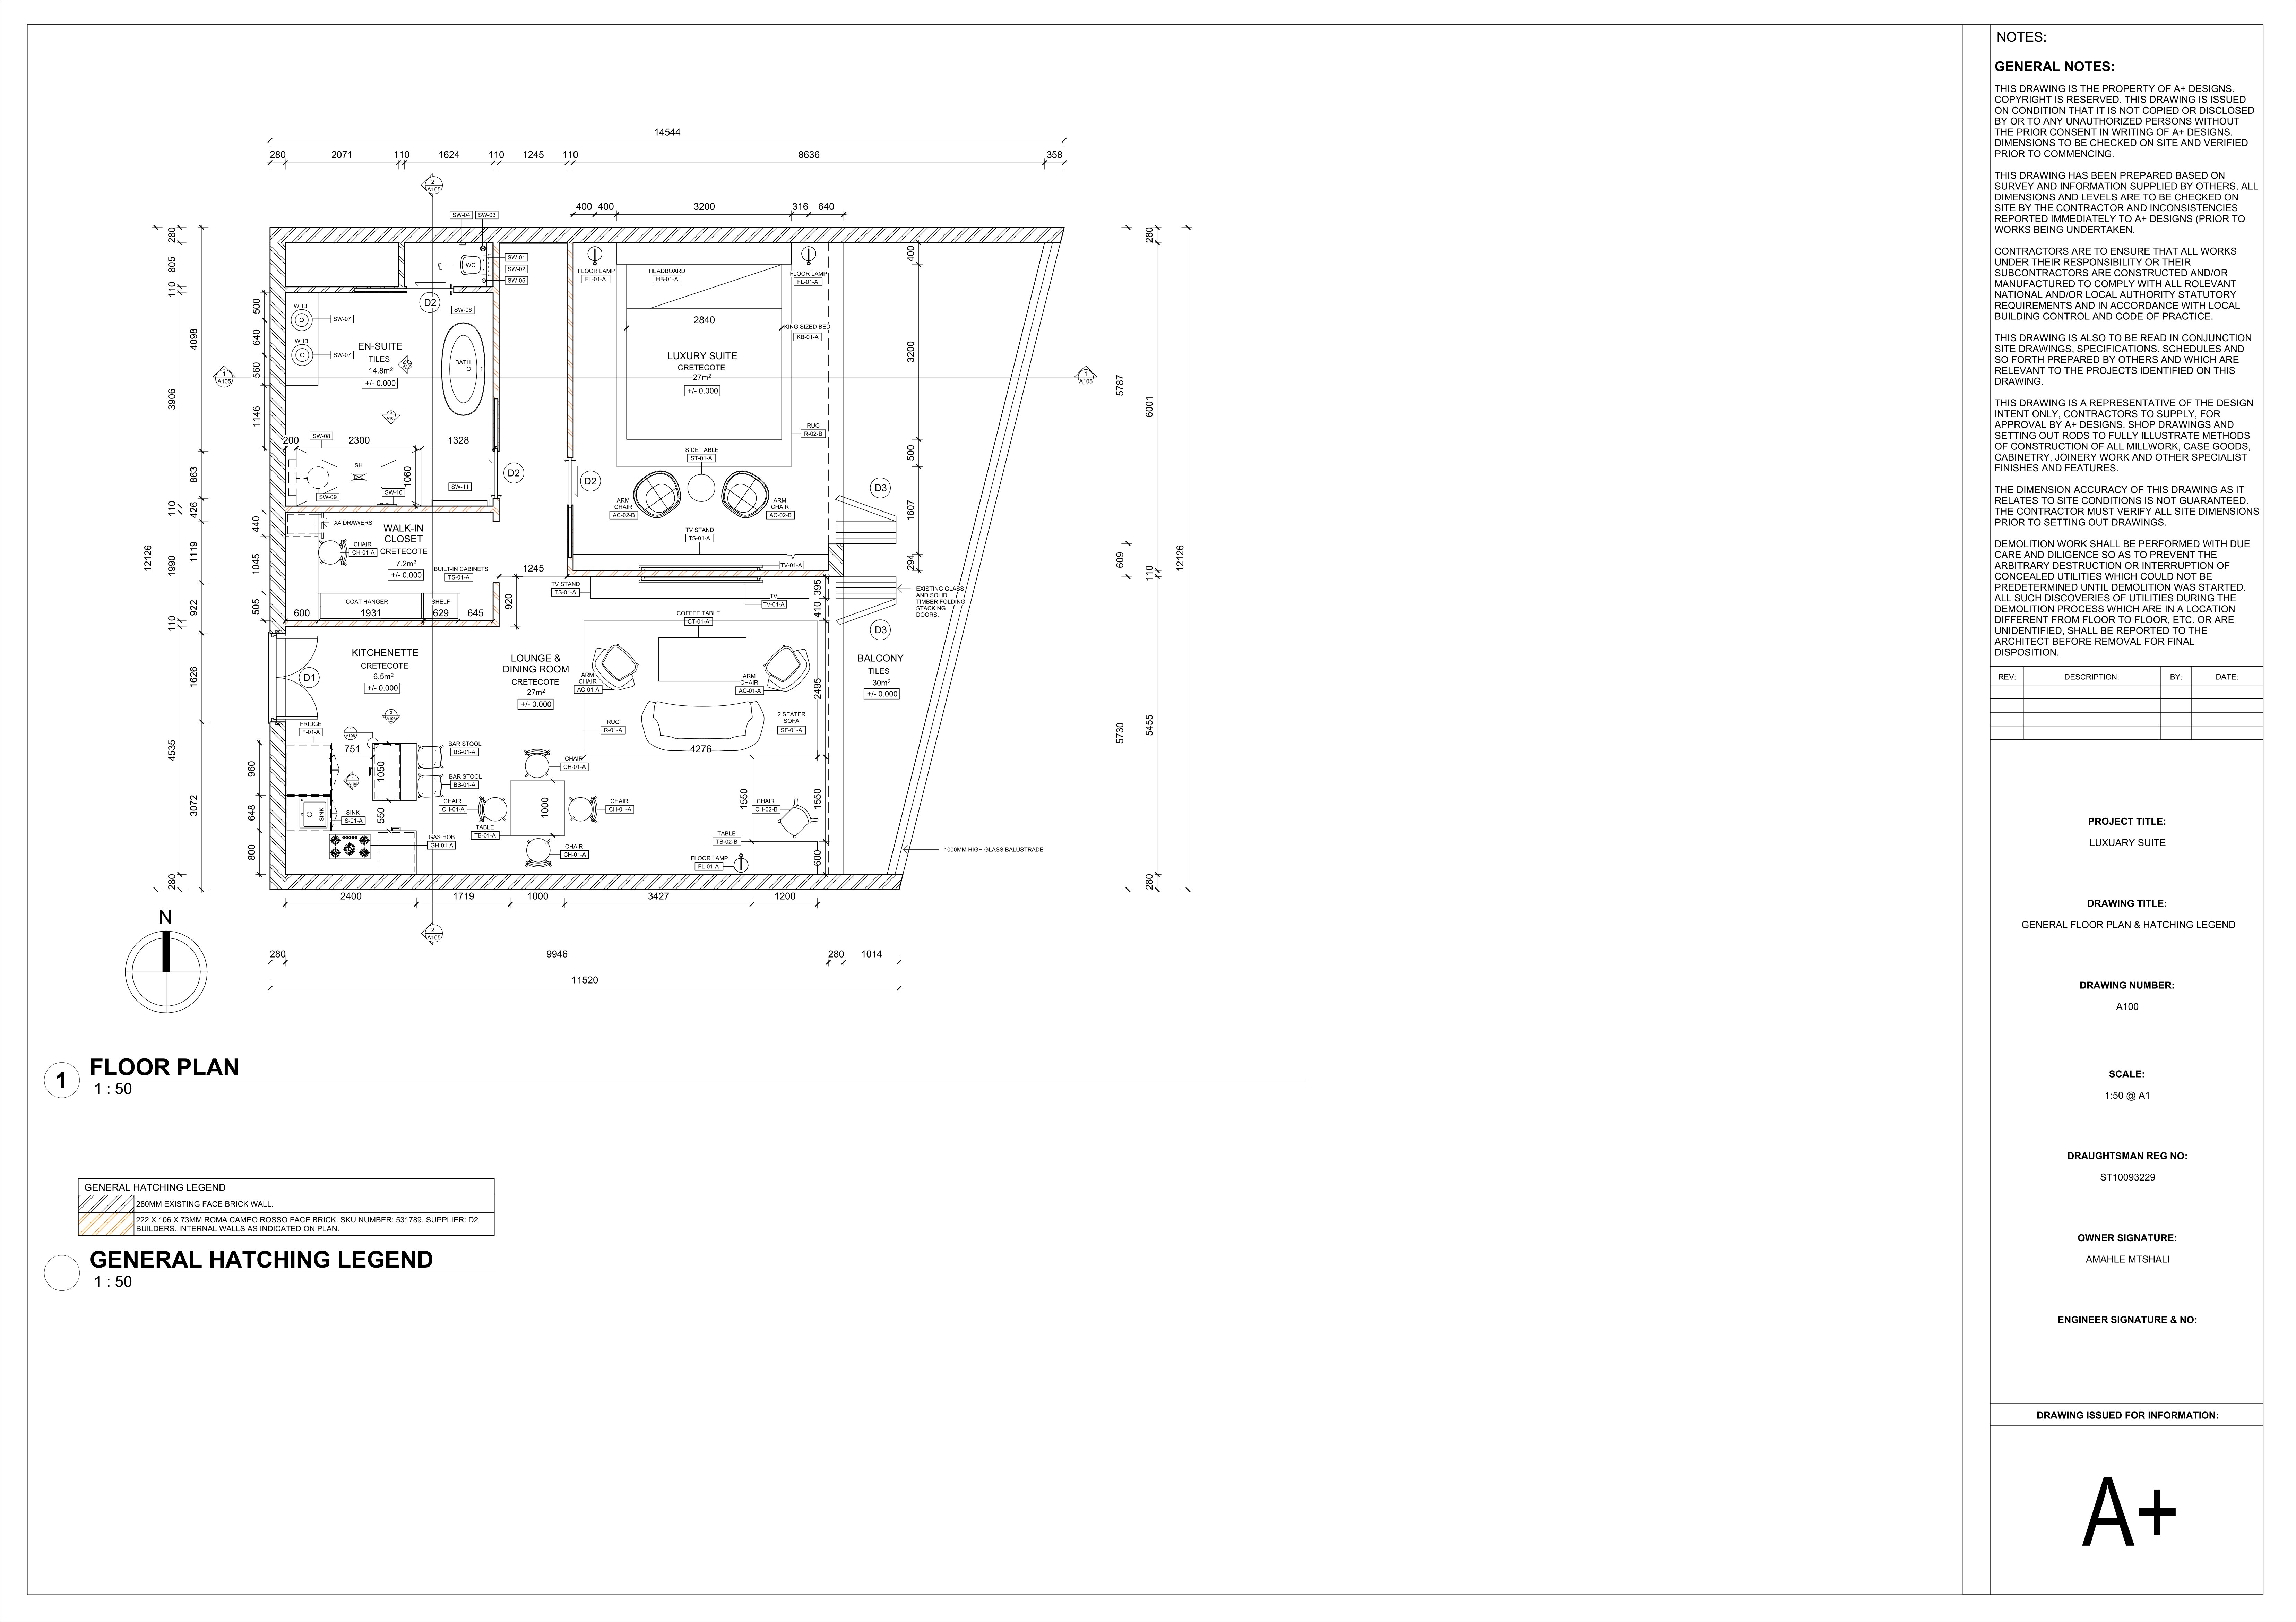 14544
280 2071 110 1624 110 1245 110 8636 358
2
A105
400 400 3200 316 640
SW-04 SW-03
SW-01
SW-02
SW-05
WC
D2
FLOOR LAMP
FL-01-A
HEADBOARD
HB-01-A
FLOOR LAMP
FL-01-A
WHB
SW-07
WHB
SW-07
SW-06
BATH
EN-SUITE
TILES
14.8m²
+/- 0.000
2840
KING SIZED BED
KB-01-A
LUXURY SUITE
CRETECOTE
27m²
+/- 0.000
1
A105
1
A105
RUG
R-02-B
SW-08
200 2300 1328
SH
1060
SW-09
SW-10
SW-11
D2
D2
SIDE TABLE
ST-01-A
ARM
CHAIR
AC-02-B
ARM
CHAIR
AC-02-B
D3
X4 DRAWERS
WALK-IN
CLOSET
CRETECOTE
7.2m²
+/- 0.000
CHAIR
CH-01-A
BUILT-IN CABINETS
TS-01-A
COAT HANGER
SHELF
600 1931 629 645
1245
920
TV STAND
TS-01-A
TV
TV-01-A
TV STAND
TS-01-A
TV
TV-01-A
EXISTING GLASS
AND SOLID
TIMBER FOLDING
STACKING
DOORS.
COFFEE TABLE
CT-01-A
D3
D1
KITCHENETTE
CRETECOTE
6.5m²
+/- 0.000
LOUNGE &
DINING ROOM
CRETECOTE
27m²
+/- 0.000
ARM
CHAIR
AC-01-A
ARM
CHAIR
AC-01-A
BALCONY
TILES
30m²
+/- 0.000
RUG
R-01-A
2 SEATER
SOFA
SF-01-A
4276
FRIDGE
F-01-A
751
1050
550
BAR STOOL
BS-01-A
BAR STOOL
BS-01-A
SINK
SINK
S-01-A
GAS HOB
GH-01-A
CHAIR
CH-01-A
CHAIR
CH-01-A
CHAIR
CH-01-A
CHAIR
CH-01-A
TABLE
TB-01-A
1000
CHAIR
CH-02-B
TABLE
TB-02-B
FLOOR LAMP
FL-01-A
1550
1550
600
2495
410
395
1000MM HIGH GLASS BALUSTRADE
400
3200
500
1607
294
5787
609
5730
280
6001
110
5455
280
12126
12126
280
805
110
3906
110
1990
110
4535
280
4098
863
426
1119
922
1626
3072
500
640
560
1146
440
1045
505
960
648
800
2400 1719 1000 3427 1200
2
A105
280 9946 280 1014
11520
N
1 FLOOR PLAN
1 : 50
GENERAL HATCHING LEGEND
280MM EXISTING FACE BRICK WALL.
222 X 106 X 73MM ROMA CAMEO ROSSO FACE BRICK. SKU NUMBER: 531789. SUPPLIER: D2
BUILDERS. INTERNAL WALLS AS INDICATED ON PLAN.
GENERAL HATCHING LEGEND
1 : 50
NOTES:
GENERAL NOTES:
THIS DRAWING IS THE PROPERTY OF A+ DESIGNS.
COPYRIGHT IS RESERVED. THIS DRAWING IS ISSUED
ON CONDITION THAT IT IS NOT COPIED OR DISCLOSED
BY OR TO ANY UNAUTHORIZED PERSONS WITHOUT
THE PRIOR CONSENT IN WRITING OF A+ DESIGNS.
DIMENSIONS TO BE CHECKED ON SITE AND VERIFIED
PRIOR TO COMMENCING.
THIS DRAWING HAS BEEN PREPARED BASED ON
SURVEY AND INFORMATION SUPPLIED BY OTHERS, ALL
DIMENSIONS AND LEVELS ARE TO BE CHECKED ON
SITE BY THE CONTRACTOR AND INCONSISTENCIES
REPORTED IMMEDIATELY TO A+ DESIGNS (PRIOR TO
WORKS BEING UNDERTAKEN.
CONTRACTORS ARE TO ENSURE THAT ALL WORKS
UNDER THEIR RESPONSIBILITY OR THEIR
SUBCONTRACTORS ARE CONSTRUCTED AND/OR
MANUFACTURED TO COMPLY WITH ALL ROLEVANT
NATIONAL AND/OR LOCAL AUTHORITY STATUTORY
REQUIREMENTS AND IN ACCORDANCE WITH LOCAL
BUILDING CONTROL AND CODE OF PRACTICE.
THIS DRAWING IS ALSO TO BE READ IN CONJUNCTION
SITE DRAWINGS, SPECIFICATIONS. SCHEDULES AND
SO FORTH PREPARED BY OTHERS AND WHICH ARE
RELEVANT TO THE PROJECTS IDENTIFIED ON THIS
DRAWING.
THIS DRAWING IS A REPRESENTATIVE OF THE DESIGN
INTENT ONLY, CONTRACTORS TO SUPPLY, FOR
APPROVAL BY A+ DESIGNS. SHOP DRAWINGS AND
SETTING OUT RODS TO FULLY ILLUSTRATE METHODS
OF CONSTRUCTION OF ALL MILLWORK, CASE GOODS,
CABINETRY, JOINERY WORK AND OTHER SPECIALIST
FINISHES AND FEATURES.
THE DIMENSION ACCURACY OF THIS DRAWING AS IT
RELATES TO SITE CONDITIONS IS NOT GUARANTEED.
THE CONTRACTOR MUST VERIFY ALL SITE DIMENSIONS
PRIOR TO SETTING OUT DRAWINGS.
DEMOLITION WORK SHALL BE PERFORMED WITH DUE
CARE AND DILIGENCE SO AS TO PREVENT THE
ARBITRARY DESTRUCTION OR INTERRUPTION OF
CONCEALED UTILITIES WHICH COULD NOT BE
PREDETERMINED UNTIL DEMOLITION WAS STARTED.
ALL SUCH DISCOVERIES OF UTILITIES DURING THE
DEMOLITION PROCESS WHICH ARE IN A LOCATION
DIFFERENT FROM FLOOR TO FLOOR, ETC. OR ARE
UNIDENTIFIED, SHALL BE REPORTED TO THE
ARCHITECT BEFORE REMOVAL FOR FINAL
DISPOSITION.
REV: DESCRIPTION: BY: DATE:
PROJECT TITLE:
LUXUARY SUITE
DRAWING TITLE:
GENERAL FLOOR PLAN & HATCHING LEGEND
DRAWING NUMBER:
A100
SCALE:
1:50 @ A1
DRAUGHTSMAN REG NO:
ST10093229
OWNER SIGNATURE:
AMAHLE MTSHALI
ENGINEER SIGNATURE & NO:
DRAWING ISSUED FOR INFORMATION:
A+